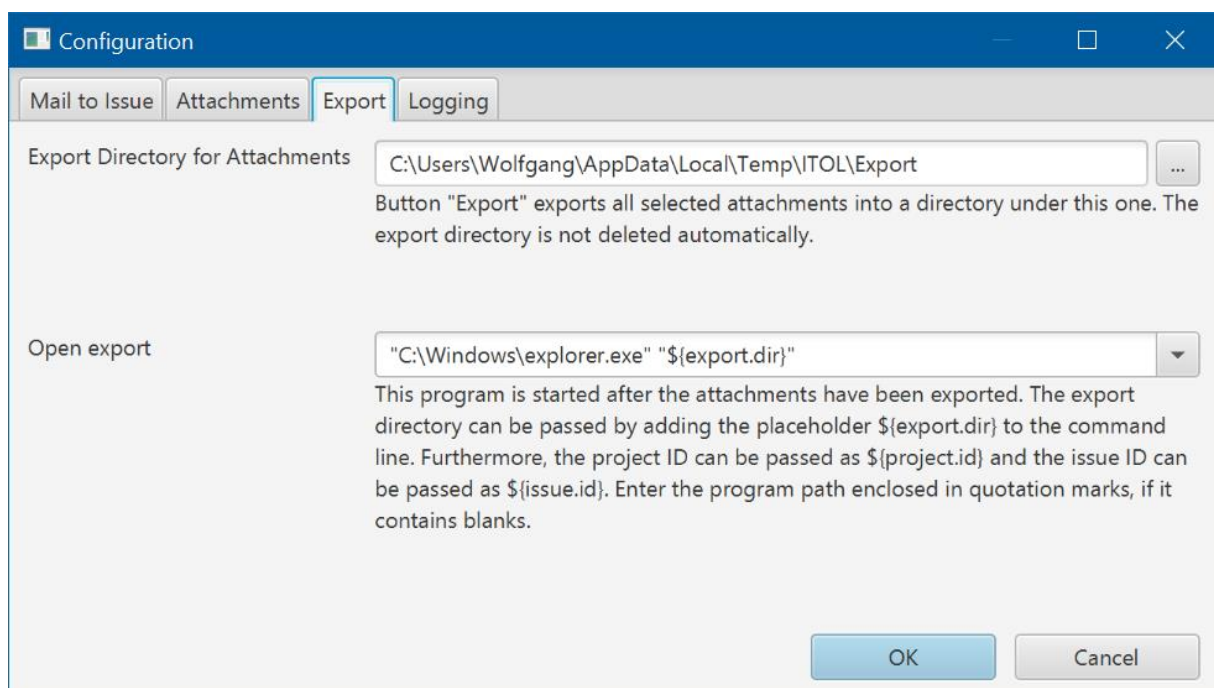 Configuration
Mail to Issue Attachments Export Logging
Export Directory for Attachments
C:\Users\Wolfgang\AppData\Local\Temp\ITOL\Export
...
Button "Export" exports all selected attachments into a directory under this one. The
export directory is not deleted automatically.
Open export
"C:\Windows\explorer.exe" "${export.dir}"
This program is started after the attachments have been exported. The export
directory can be passed by adding the placeholder ${export.dir} to the command
line. Furthermore, the project ID can be passed as ${project.id} and the issue ID can
be passed as ${issue.id}. Enter the program path enclosed in quotation marks, if it
contains blanks.
OK Cancel